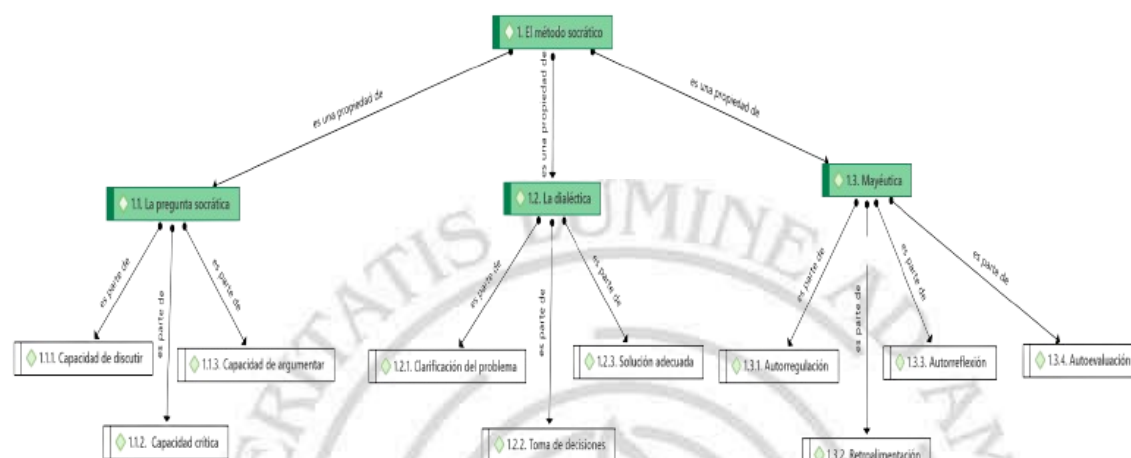 1. El método socrático
es una propiedad de
es una propiedad de
es una propiedad de
1.1. La pregunta socrática
1.2. La dialéctica
1.3. Mayéutica
es parte de
es parte de
es parte de
es parte de
es parte de
es parte de
es parte de
es parte de
es parte de
es parte de
1.1.1. Capacidad de discutir
1.1.3. Capacidad de argumentar
1.2.1. Clarificación del problema
1.2.3. Solución adecuada
1.3.1. Autorregulación
1.3.3. Autorreflexión
1.3.4. Autoevaluación
1.1.2. Capacidad crítica
1.2.2. Toma de decisiones
1.3.2. Retroalimentación
ERITATIS LUMINE AD